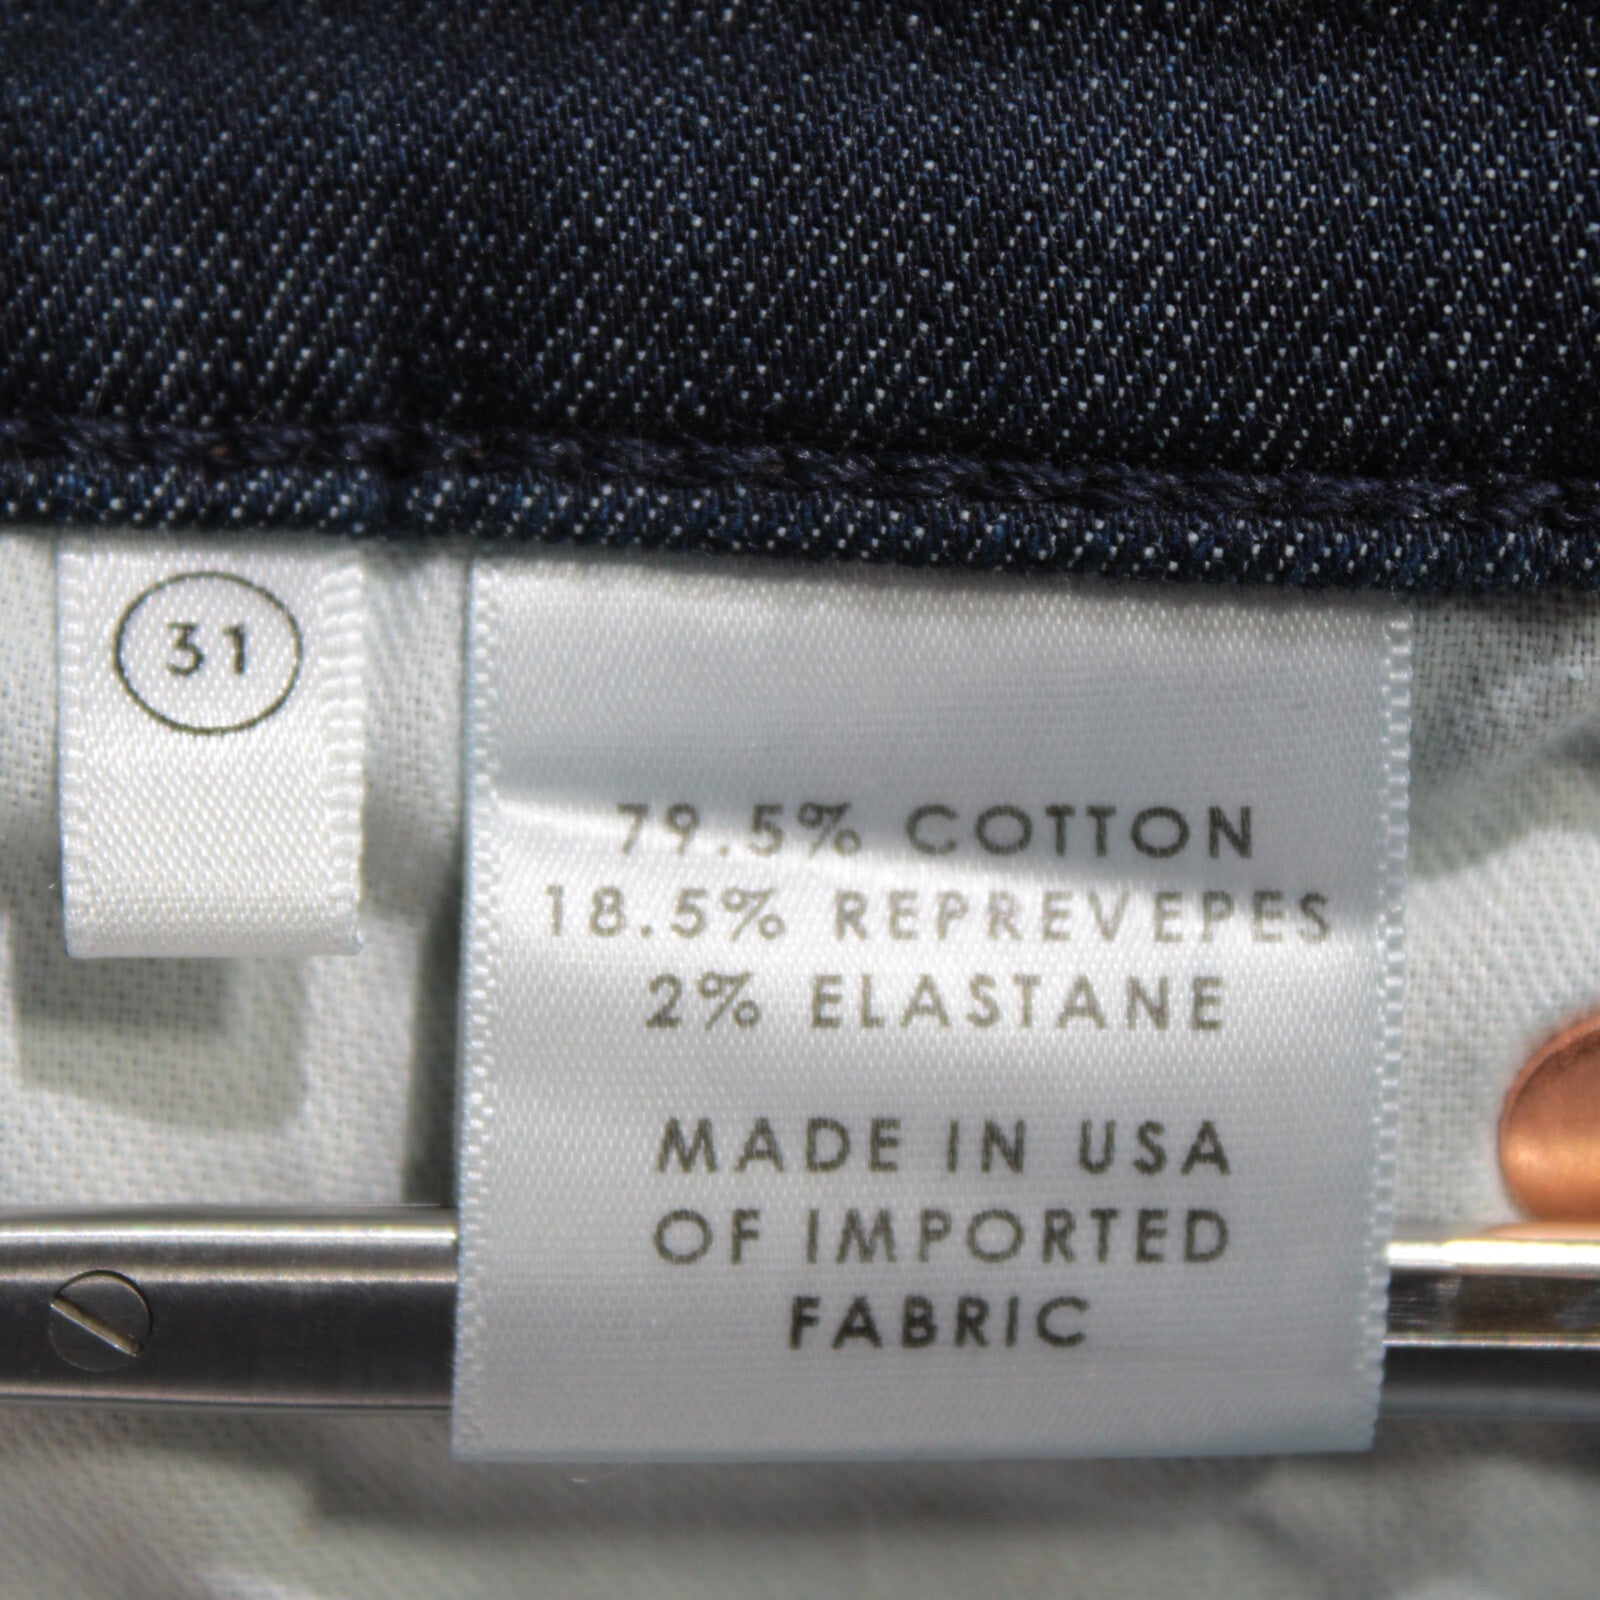 31
79.5% COTTON
18.5% REPREVEPES
2% ELASTANE
MADE IN USA
OF IMPORTED
FABRIC